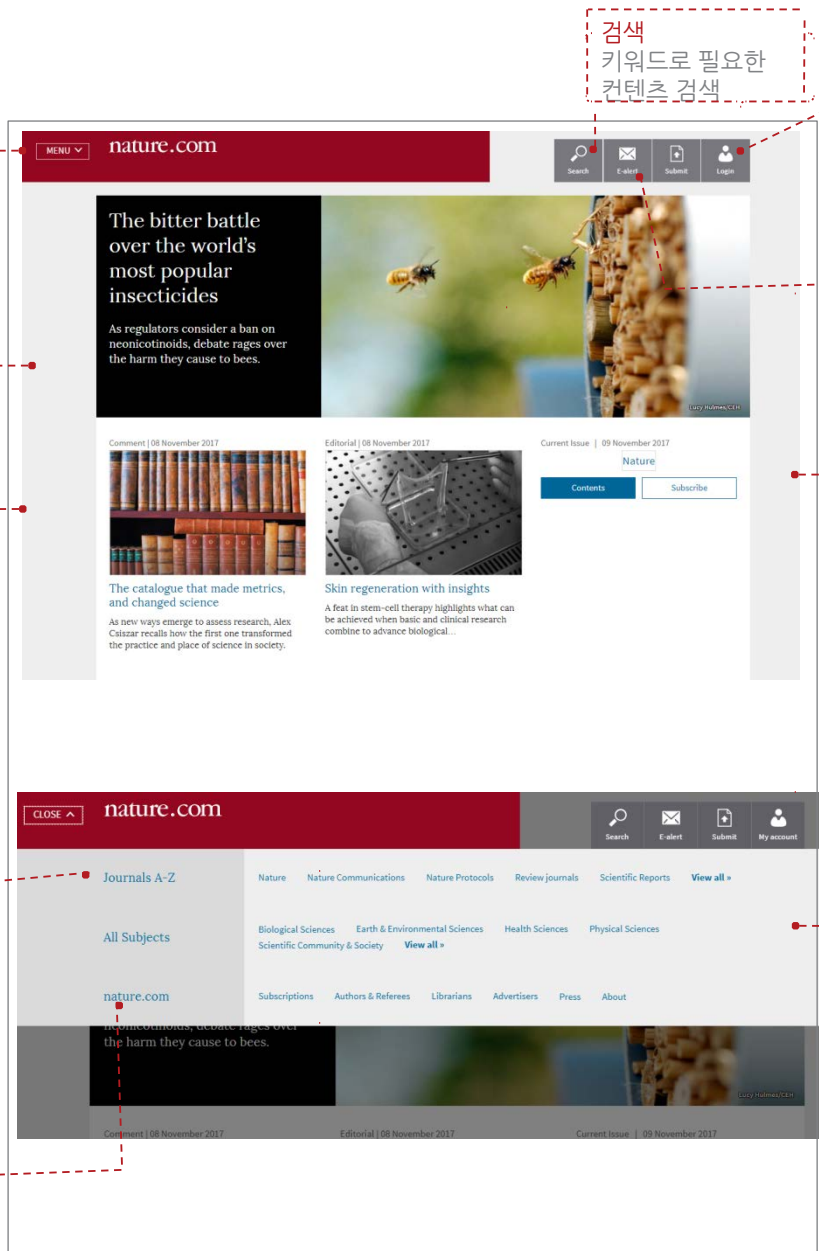 검색
키워드로 필요한
컨텐츠 검색
MENU
nature.com
Search
E-alert
Submit
Login
The bitter battle
over the world's
most popular
insecticides
As regulators consider a ban on
neonicotinoids, debate rages over
the harm they cause to bees.
Lucy Hulmes/CEH
Comment | 08 November 2017
The catalogue that made metrics,
and changed science
As new ways emerge to assess research, Alex
Csiszar recalls how the first one transformed
the practice and place of science in society.
Editorial | 08 November 2017
Skin regeneration with insights
A feat in stem-cell therapy highlights what can
be achieved when basic and clinical research
combine to advance biological…
Current Issue | 09 November 2017
Nature
Contents
Subscribe
CLOSE
nature.com
Search
E-alert
Submit
My account
Journals A-Z
Nature Nature Communications Nature Protocols Review journals Scientific Reports View all »
All Subjects
Biological Sciences Earth & Environmental Sciences Health Sciences Physical Sciences
Scientific Community & Society View all »
nature.com
Subscriptions Authors & Referees Librarians Advertisers Press About
neonicotinoids, debate rages over
the harm they cause to bees.
Lucy Hulmes/CEH
Comment | 08 November 2017
Editorial | 08 November 2017
Current Issue | 09 November 2017